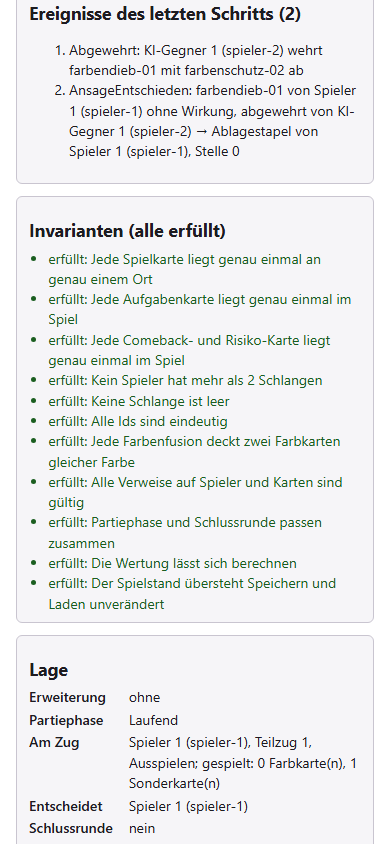 Ereignisse des letzten Schritts (2)
1. Abgewehrt: KI-Gegner 1 (spieler-2) wehrt
farbendieb-01 mit farbenschutz-02 ab
2. AnsageEntschieden: farbendieb-01 von Spieler
1 (spieler-1) ohne Wirkung, abgewehrt von KI-
Gegner 1 (spieler-2) → Ablagestapel von
Spieler 1 (spieler-1), Stelle 0
Invarianten (alle erfüllt)
• erfüllt: Jede Spielkarte liegt genau einmal an
genau einem Ort
• erfüllt: Jede Aufgabenkarte liegt genau einmal im
Spiel
• erfüllt: Jede Comeback- und Risiko-Karte liegt
genau einmal im Spiel
• erfüllt: Kein Spieler hat mehr als 2 Schlangen
• erfüllt: Keine Schlange ist leer
• erfüllt: Alle Ids sind eindeutig
• erfüllt: Jede Farbenfusion deckt zwei Farbkarten
gleicher Farbe
• erfüllt: Alle Verweise auf Spieler und Karten sind
gültig
• erfüllt: Partiephase und Schlussrunde passen
zusammen
• erfüllt: Die Wertung lässt sich berechnen
• erfüllt: Der Spielstand übersteht Speichern und
Laden unverändert
Lage
Erweiterung ohne
Partiephase Laufend
Am Zug Spieler 1 (spieler-1), Teilzug 1,
Ausspielen; gespielt: 0 Farbkarte(n), 1
Sonderkarte(n)
Entscheidet Spieler 1 (spieler-1)
Schlussrunde nein